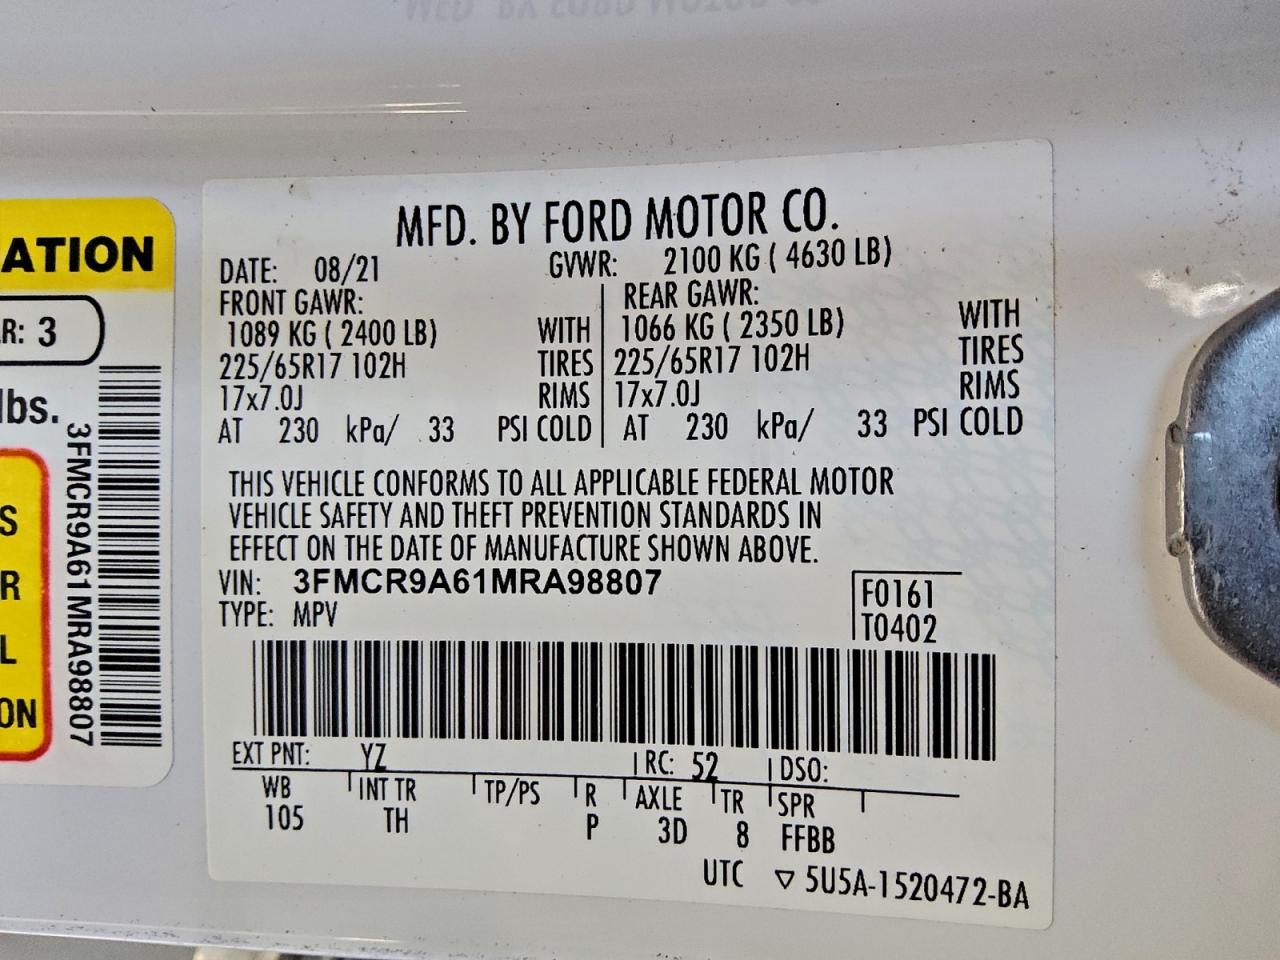 MFD. BY FORD MOTOR CO.
DATE: 08/21 GVWR: 2100 KG ( 4630 LB)
FRONT GAWR: REAR GAWR:
1089 KG ( 2400 LB) WITH 1066 KG ( 2350 LB) WITH
225/65R17 102H TIRES 225/65R17 102H TIRES
17x7.0J RIMS 17x7.0J RIMS
AT 230 kPa/ 33 PSI COLD AT 230 kPa/ 33 PSI COLD
THIS VEHICLE CONFORMS TO ALL APPLICABLE FEDERAL MOTOR
VEHICLE SAFETY AND THEFT PREVENTION STANDARDS IN
EFFECT ON THE DATE OF MANUFACTURE SHOWN ABOVE.
VIN: 3FMCR9A61MRA98807
TYPE: MPV
F0161
T0402
EXT PNT: YZ RC: 52 DSO:
WB INT TR TP/PS R AXLE TR SPR
105 TH P 3D 8 FFBB
UTC ▽ 5U5A-1520472-BA
ATION
R: 3
lbs.
3FMCR9A61MRA98807
S
R
L
ON